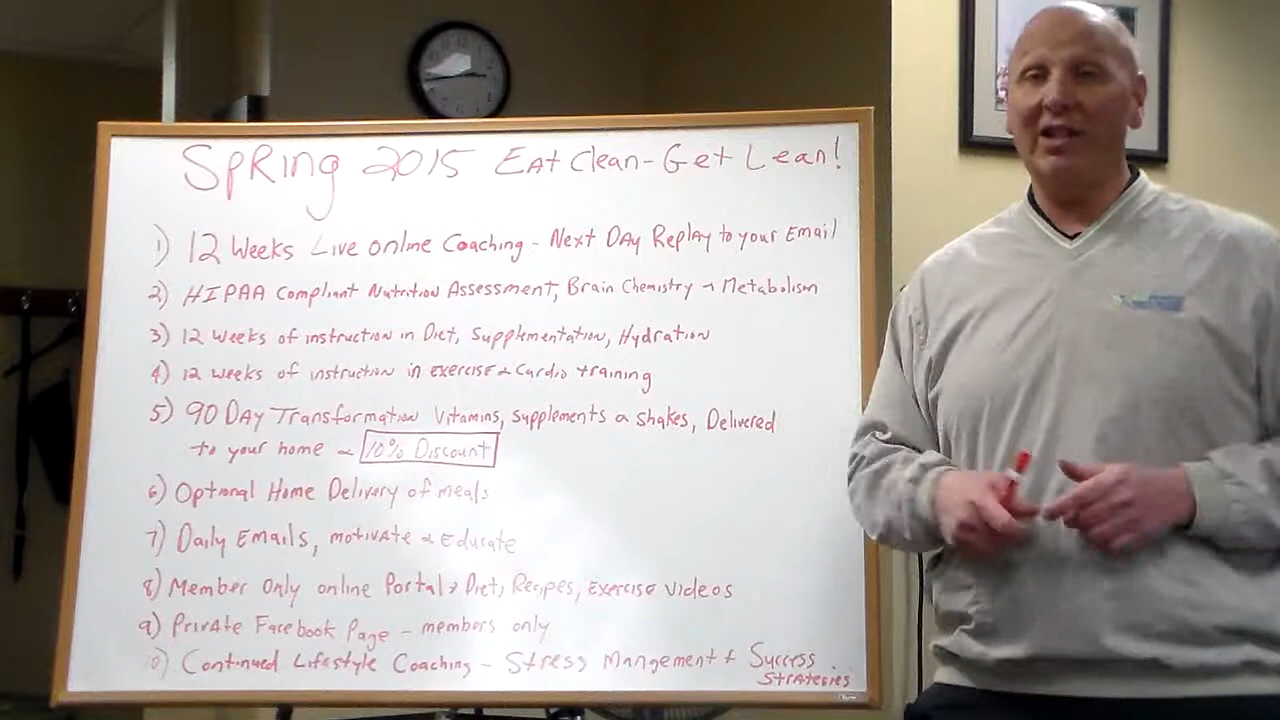 Spring 2015 Eat Clean - Get Lean!
1) 12 Weeks Live online Coaching - Next Day Replay to your Email
2) HIPAA Compliant Nutrition Assessment, Brain Chemistry & Metabolism
3) 12 weeks of instruction in Diet, Supplementation, Hydration
4) 12 weeks of instruction in exercise & Cardio training
5) 90 Day Transformation Vitamins, supplements & shakes, Delivered
to your home & 10% Discount
6) Optional Home Delivery of meals
7) Daily Emails, motivate & Educate
8) Member Only online Portal > Diet, Recipes, Exercise Videos
9) Private Facebook Page - members only
10) Continued Lifestyle Coaching - Stress Mangement + Success
Strategies